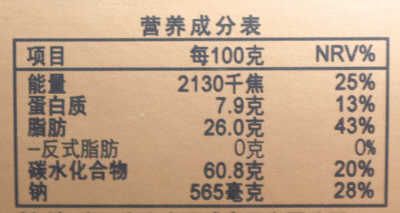 营养成分表
项目 每100克 NRV%
能量 2130千焦 25%
蛋白质 7.9克 13%
脂肪 26.0克 43%
–反式脂肪 0克 0%
碳水化合物 60.8克 20%
钠 565毫克 28%